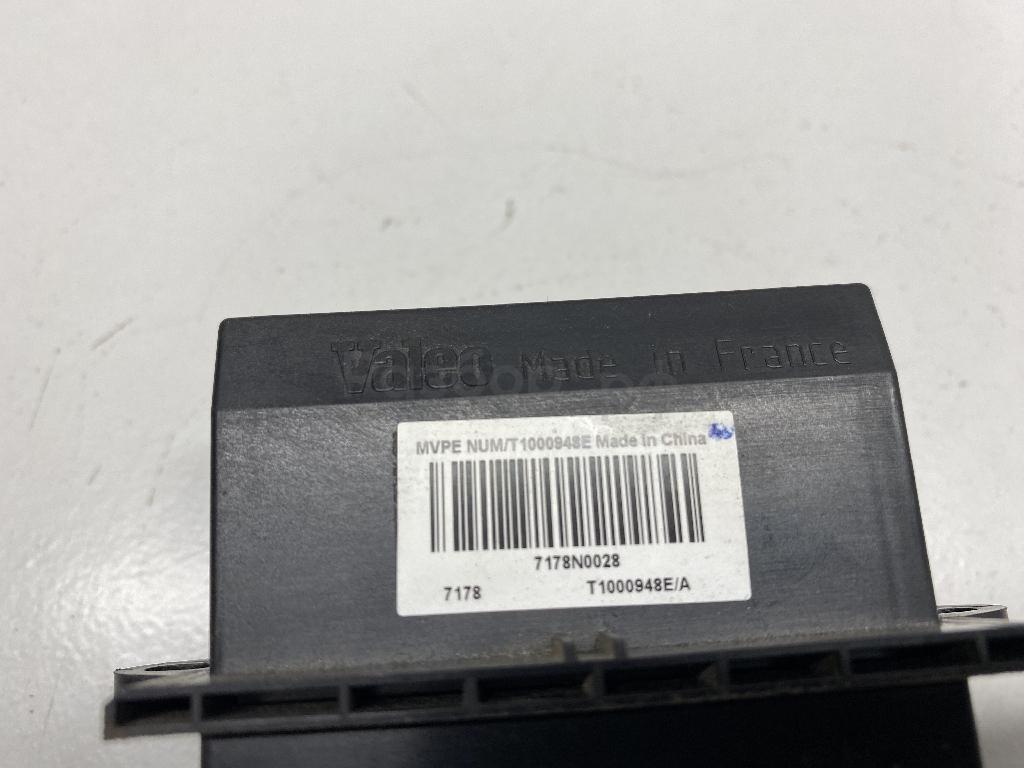 Valeo Made in France
MVPE NUM/T1000948E Made in China
7178N0028
7178 T1000948E/A